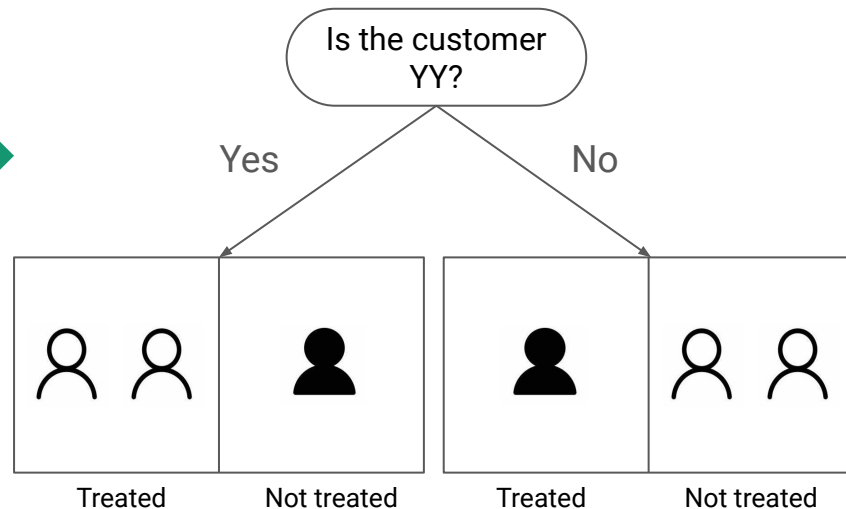 Is the customer
YY?
Yes
No
Treated
Not treated
Treated
Not treated